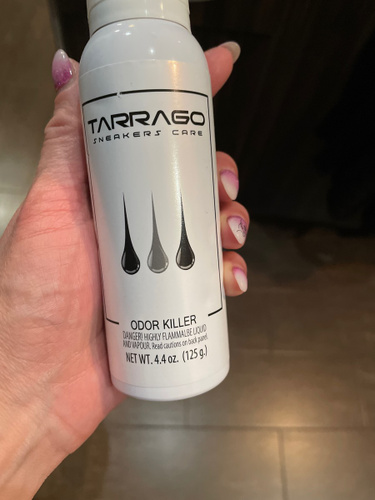 TARRAGO
SNEAKERS CARE
ODOR KILLER
DANGER! HIGHLY FLAMMALBE LIQUID
AND VAPOUR. Read cautions on back panel.
NET WT. 4.4 oz. (125 g.)